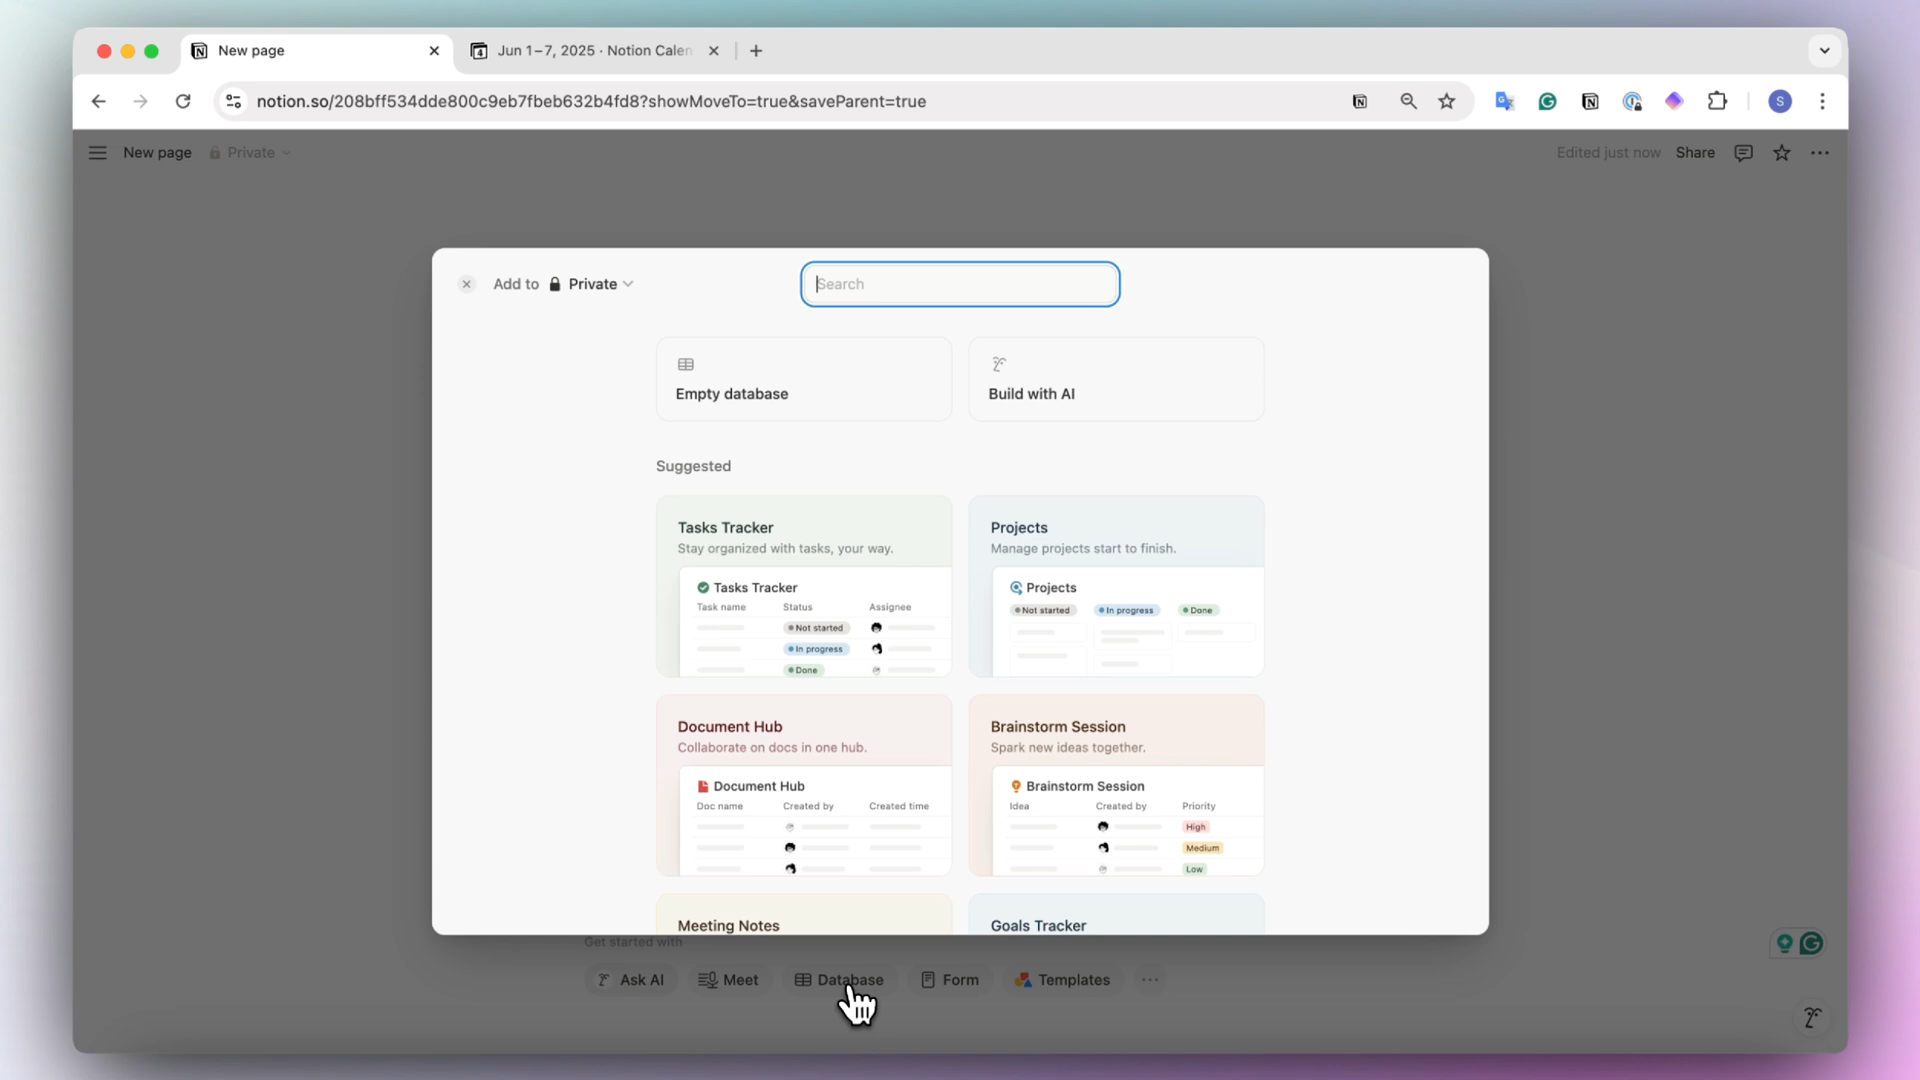 New page
Jun 1–7, 2025 · Notion Calen
notion.so/208bff534dde800c9eb7fbeb632b4fd8?showMoveTo=true&saveParent=true
S
New page Private
Edited just now Share
Add to Private
Search
Empty database
Build with AI
Suggested
Tasks Tracker
Stay organized with tasks, your way.
Tasks Tracker
Task name Status Assignee
Not started
In progress
Done
Projects
Manage projects start to finish.
Projects
Not started In progress Done
Document Hub
Collaborate on docs in one hub.
Document Hub
Doc name Created by Created time
Brainstorm Session
Spark new ideas together.
Brainstorm Session
Idea Created by Priority
High
Medium
Low
Meeting Notes
Goals Tracker
Get started with
Ask AI Meet Database Form Templates